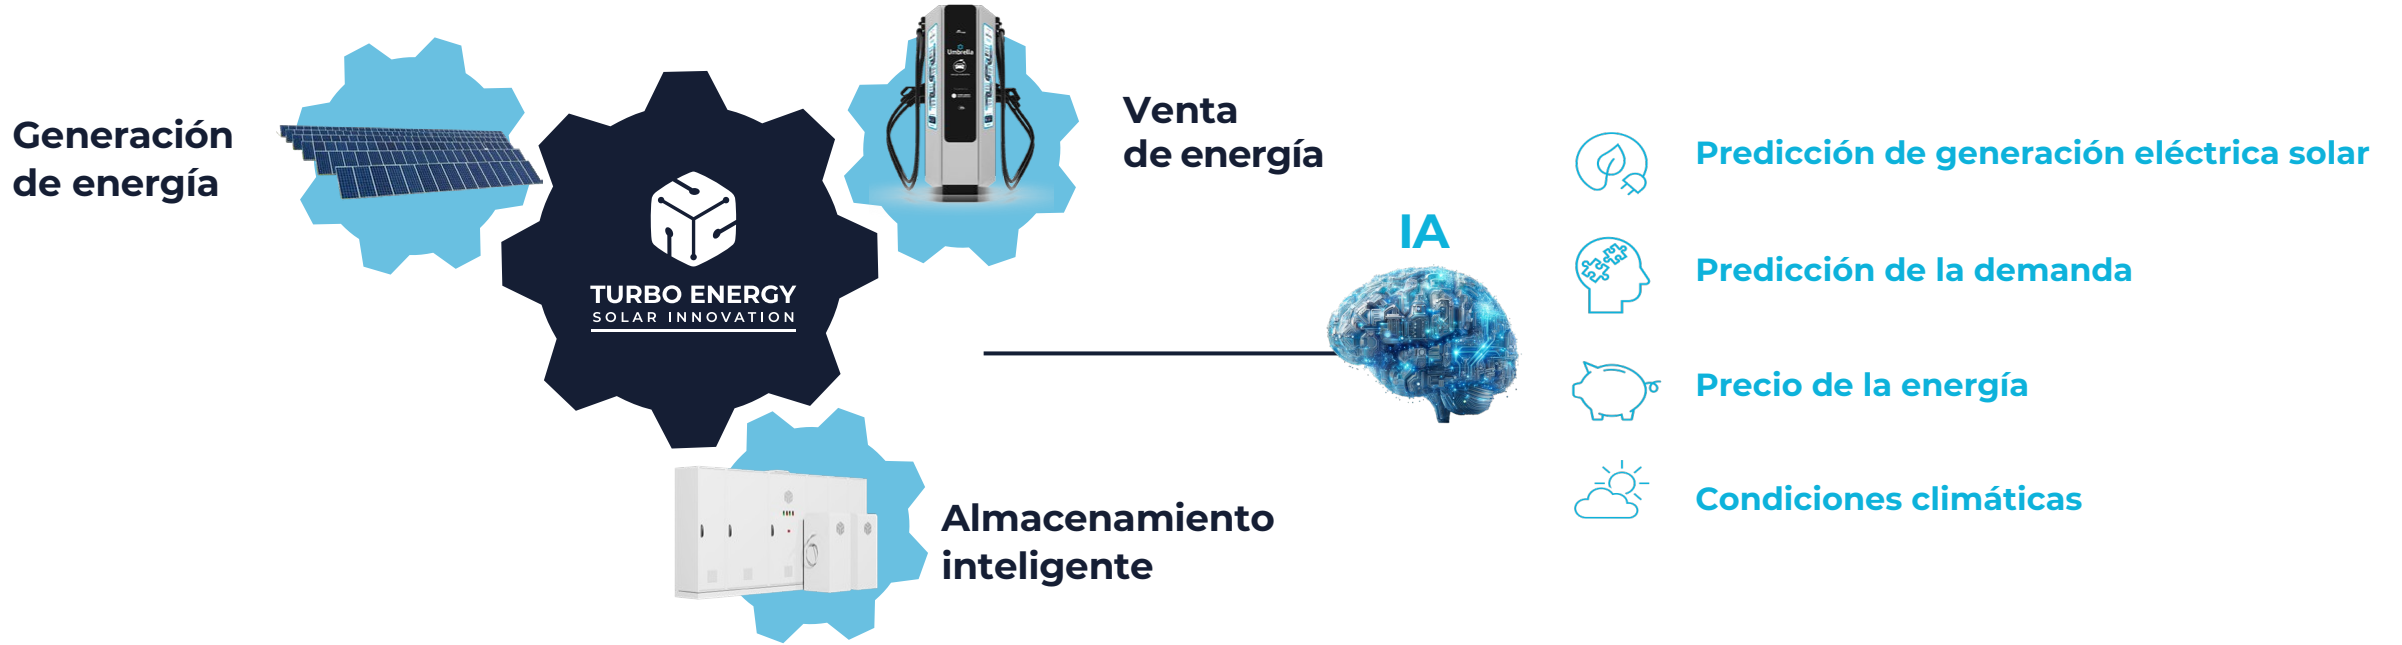 Generación
de energía
TURBO ENERGY
SOLAR INNOVATION
Umbrella
Venta
de energía
Almacenamiento
inteligente
IA
Predicción de generación eléctrica solar
Predicción de la demanda
Precio de la energía
Condiciones climáticas